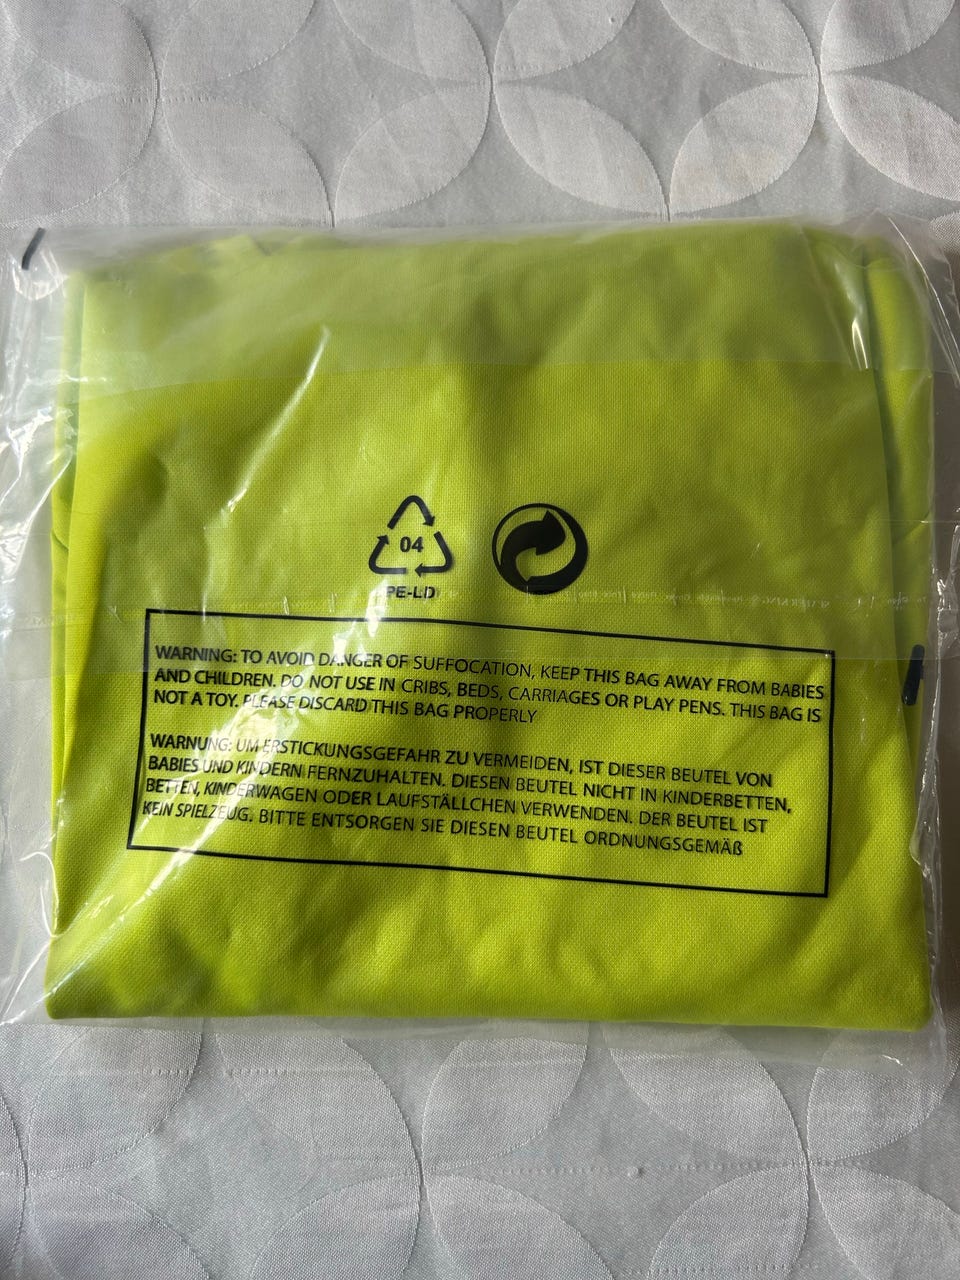 04
PE-LD
WARNING: TO AVOID DANGER OF SUFFOCATION, KEEP THIS BAG AWAY FROM BABIES
AND CHILDREN. DO NOT USE IN CRIBS, BEDS, CARRIAGES OR PLAY PENS. THIS BAG IS
NOT A TOY. PLEASE DISCARD THIS BAG PROPERLY
WARNUNG: UM ERSTICKUNGSGEFAHR ZU VERMEIDEN, IST DIESER BEUTEL VON
BABIES UND KINDERN FERNZUHALTEN. DIESEN BEUTEL NICHT IN KINDERBETTEN,
BETTEN, KINDERWAGEN ODER LAUFSTÄLLCHEN VERWENDEN. DER BEUTEL IST
KEIN SPIELZEUG. BITTE ENTSORGEN SIE DIESEN BEUTEL ORDNUNGSGEMÄß